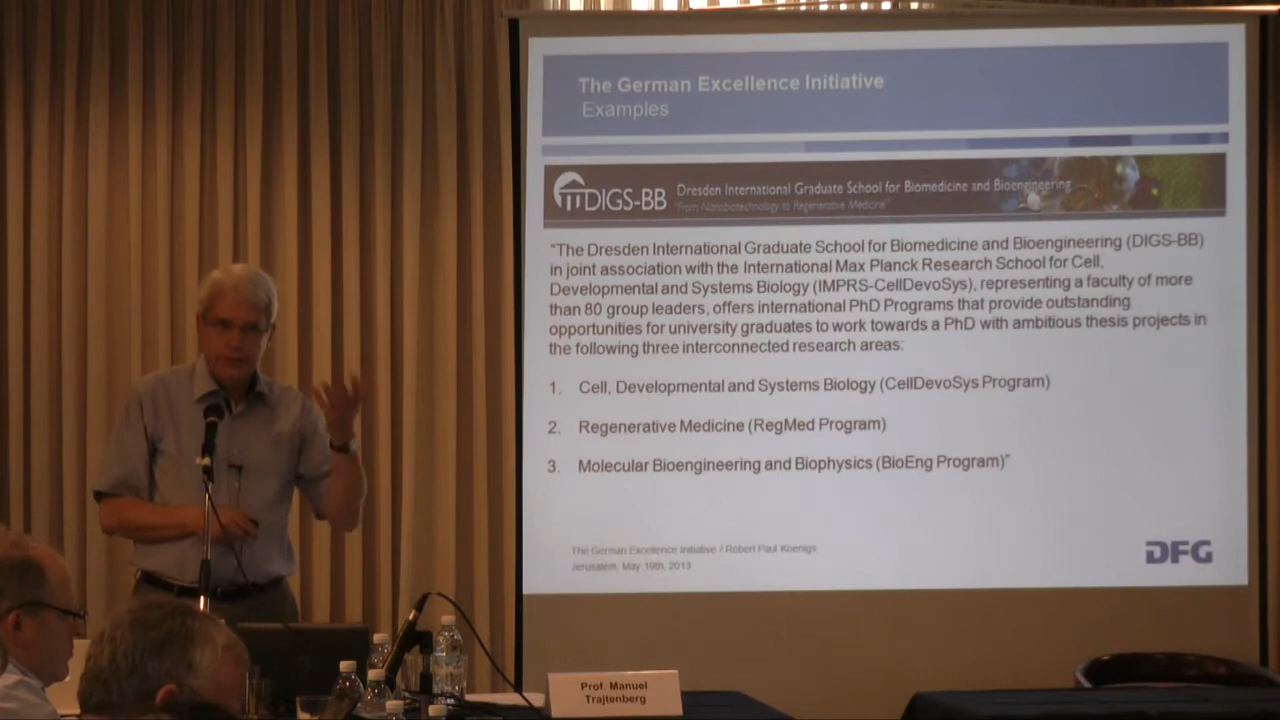 The German Excellence Initiative
Examples
DIGS-BB
Dresden International Graduate School for Biomedicine and Bioengineering
"From Nanobiotechnology to Regenerative Medicine"
"The Dresden International Graduate School for Biomedicine and Bioengineering (DIGS-BB)
in joint association with the International Max Planck Research School for Cell,
Developmental and Systems Biology (IMPRS-CellDevoSys), representing a faculty of more
than 80 group leaders, offers international PhD Programs that provide outstanding
opportunities for university graduates to work towards a PhD with ambitious thesis projects in
the following three interconnected research areas:
1. Cell, Developmental and Systems Biology (CellDevoSys Program)
2. Regenerative Medicine (RegMed Program)
3. Molecular Bioengineering and Biophysics (BioEng Program)"
The German Excellence Initiative / Robert Paul Koenigs
Jerusalem, May 19th, 2013
DFG
Prof. Manuel
Trajtenberg